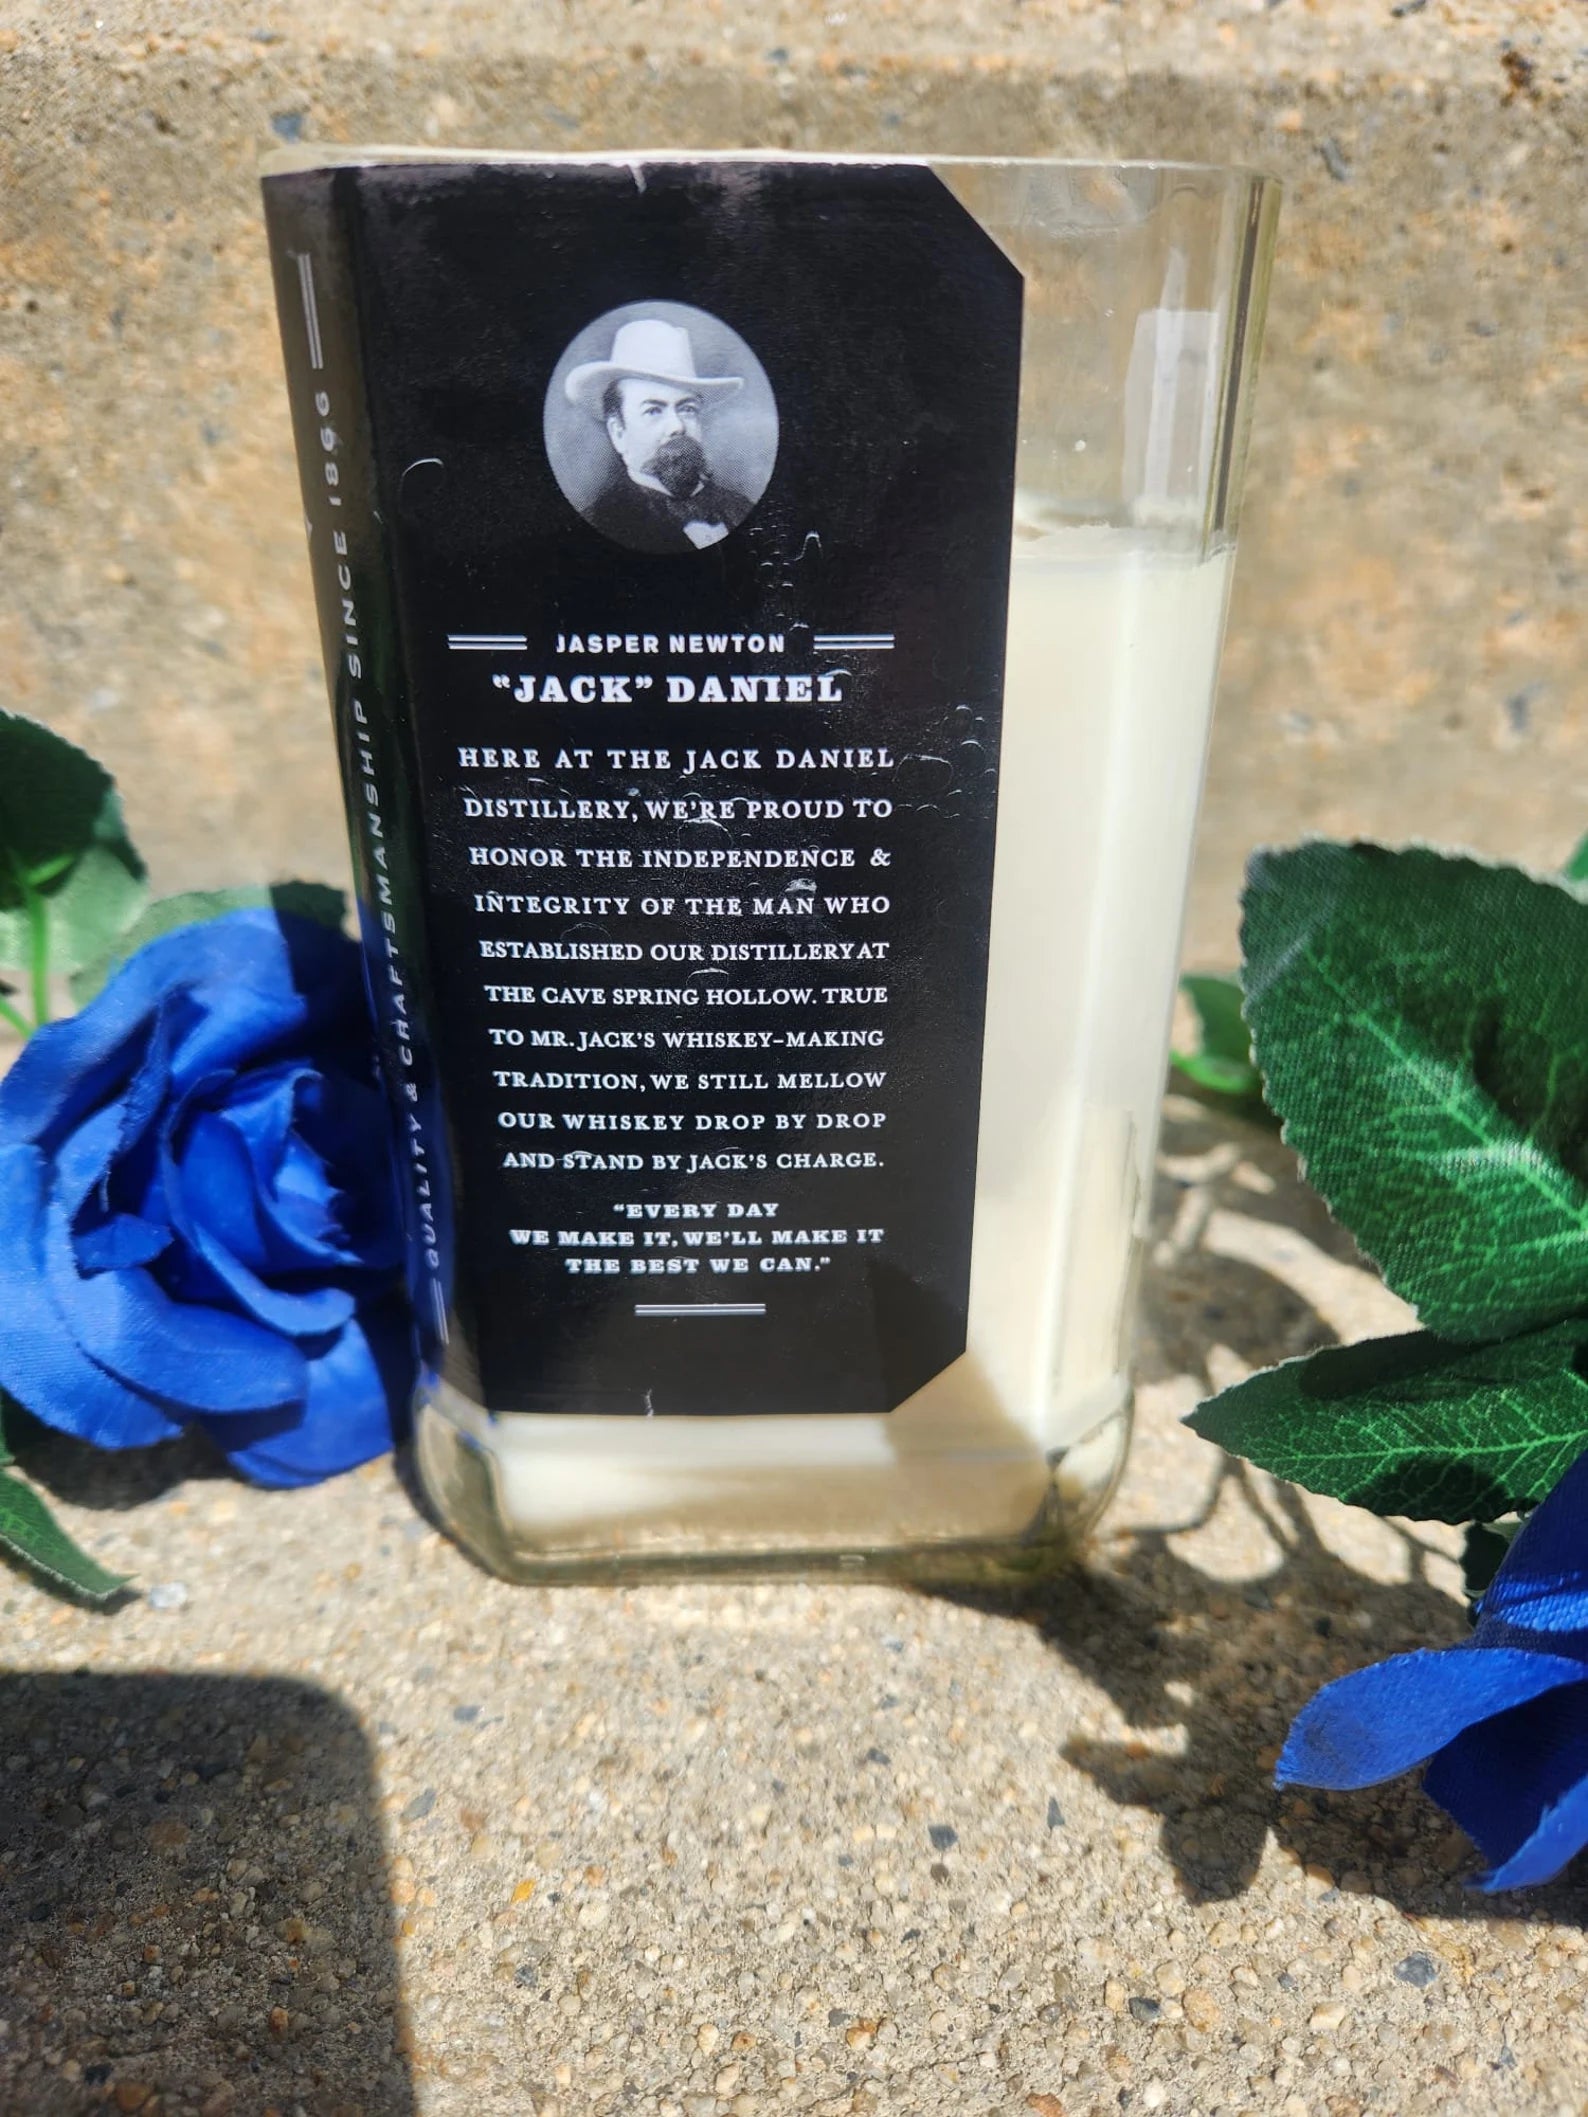 QUALITY & CRAFTSMANSHIP SINCE 1866
JASPER NEWTON
"JACK" DANIEL
HERE AT THE JACK DANIEL
DISTILLERY, WE'RE PROUD TO
HONOR THE INDEPENDENCE &
INTEGRITY OF THE MAN WHO
ESTABLISHED OUR DISTILLERY AT
THE CAVE SPRING HOLLOW. TRUE
TO MR. JACK'S WHISKEY-MAKING
TRADITION, WE STILL MELLOW
OUR WHISKEY DROP BY DROP
AND STAND BY JACK'S CHARGE.
"EVERY DAY
WE MAKE IT, WE'LL MAKE IT
THE BEST WE CAN."